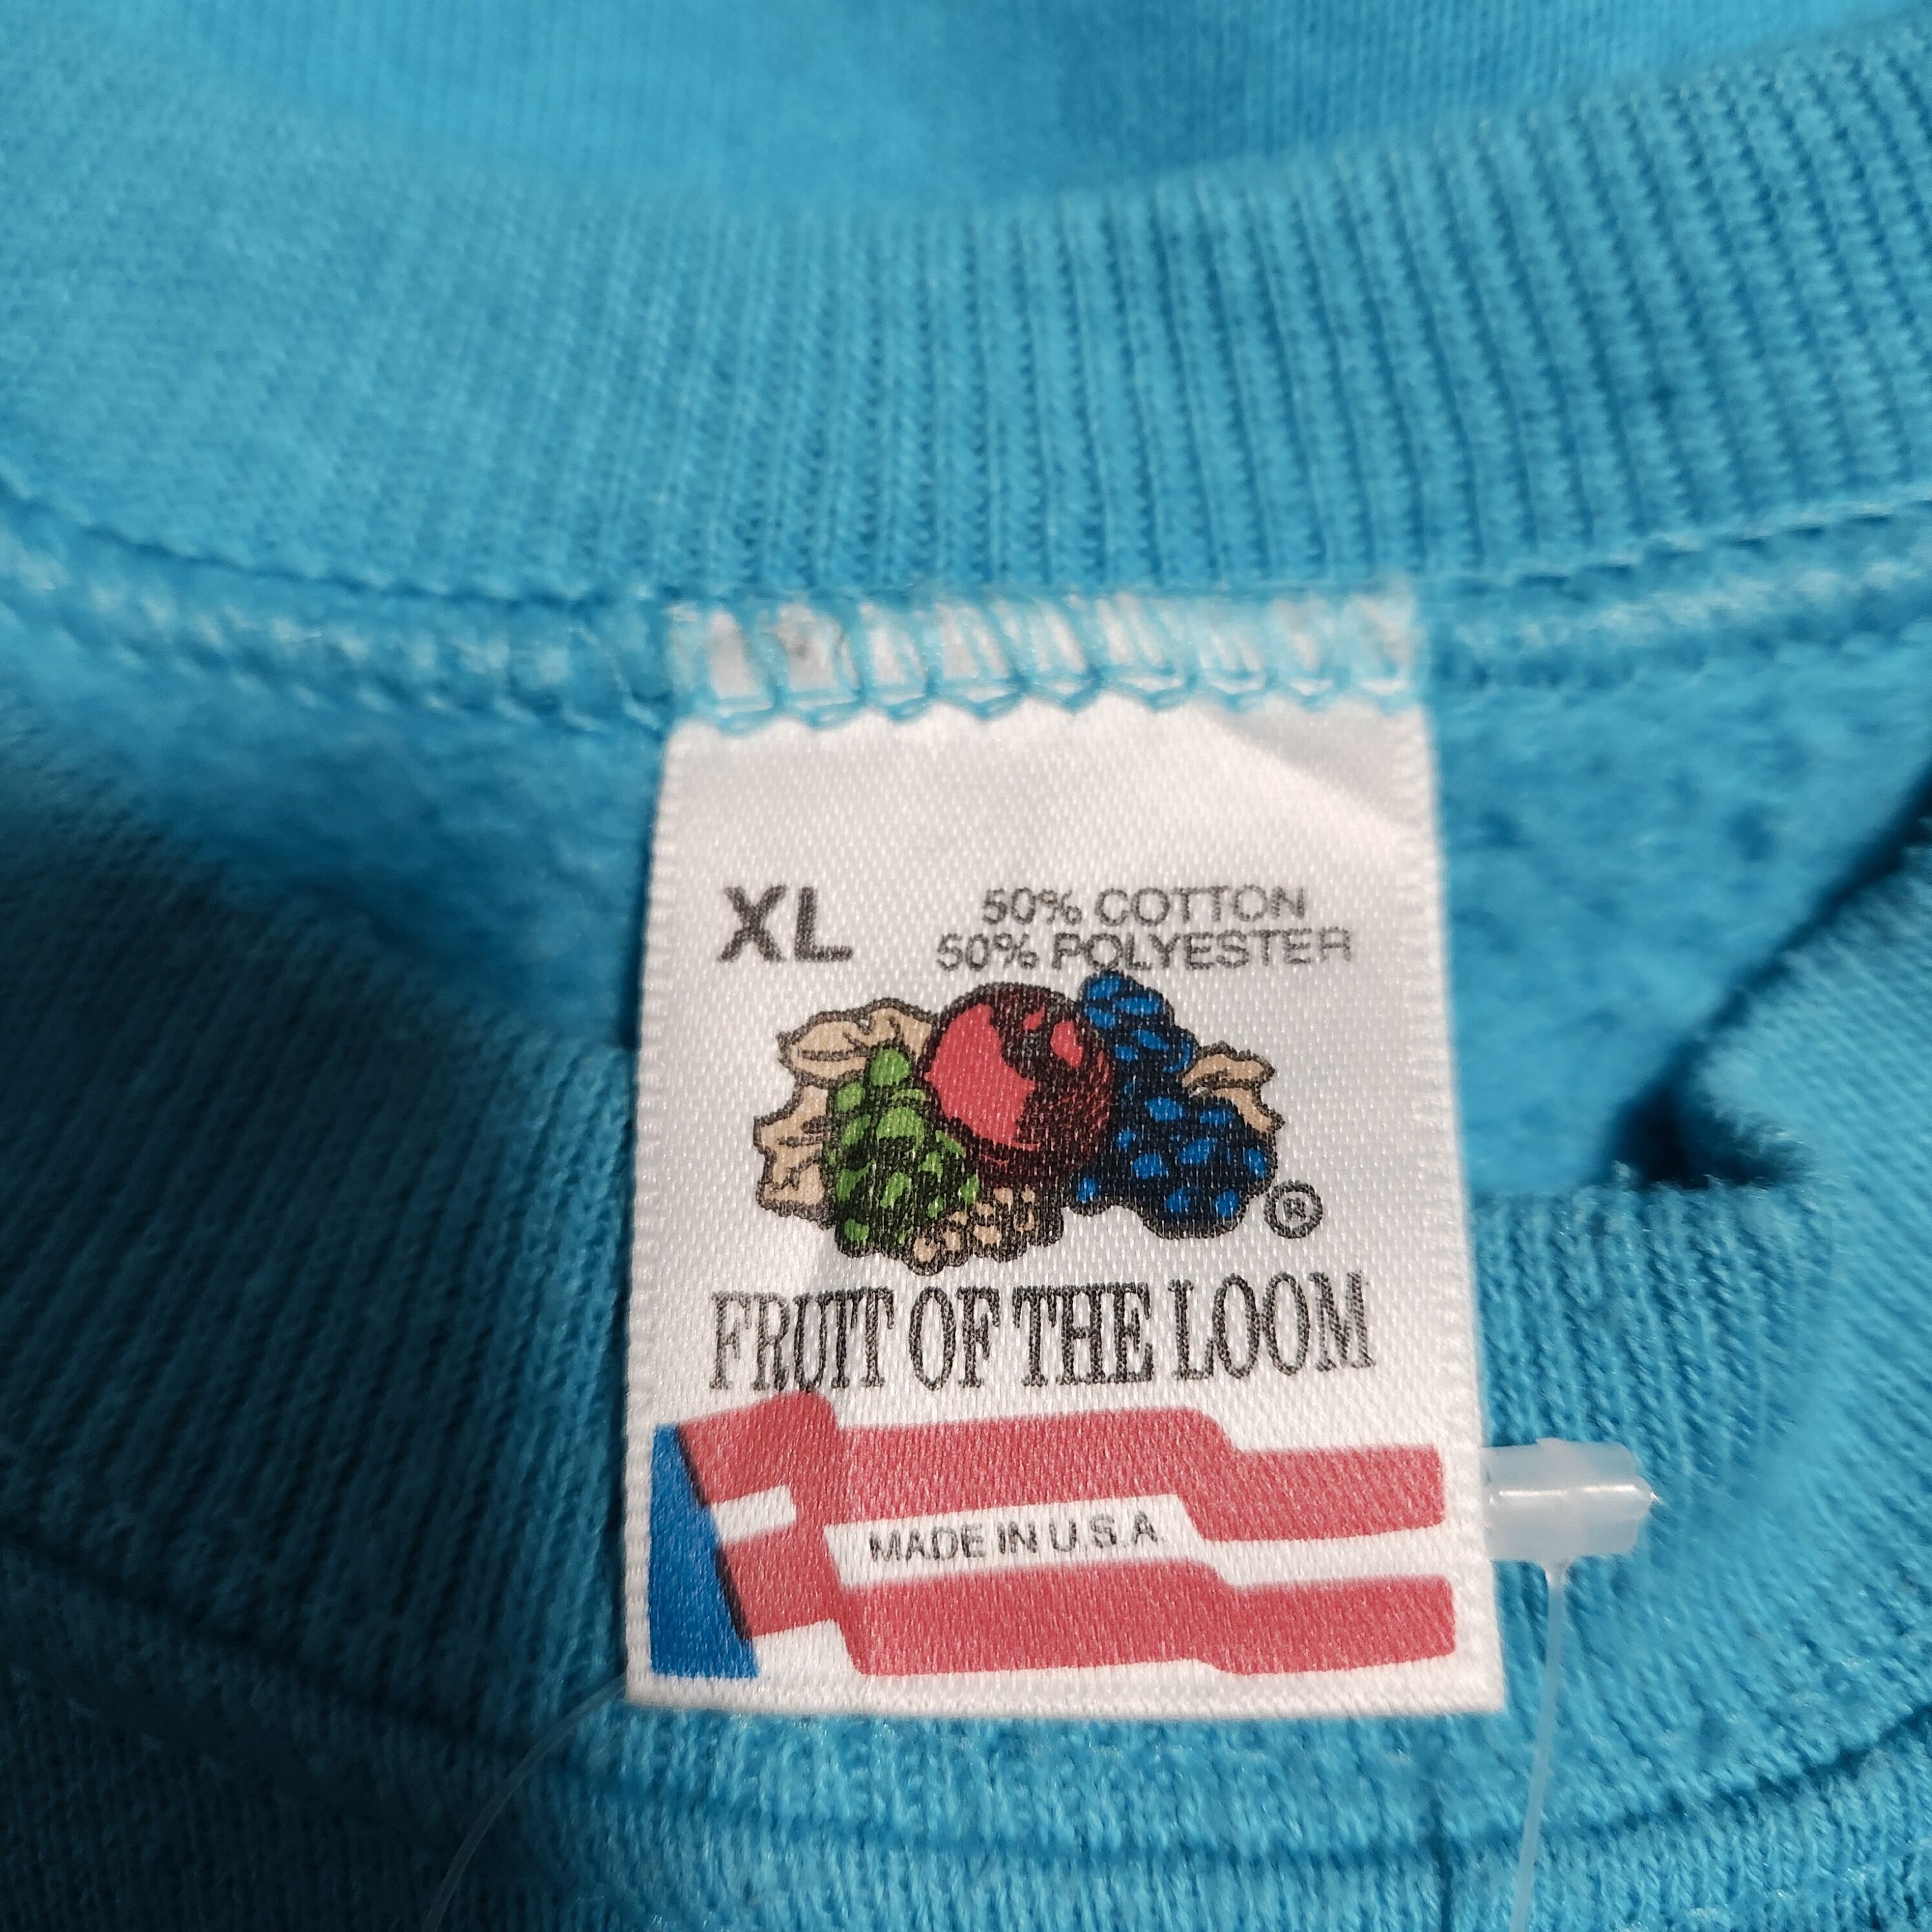 XL
50% COTTON
50% POLYESTER
®
FRUIT OF THE LOOM
MADE IN U.S.A.